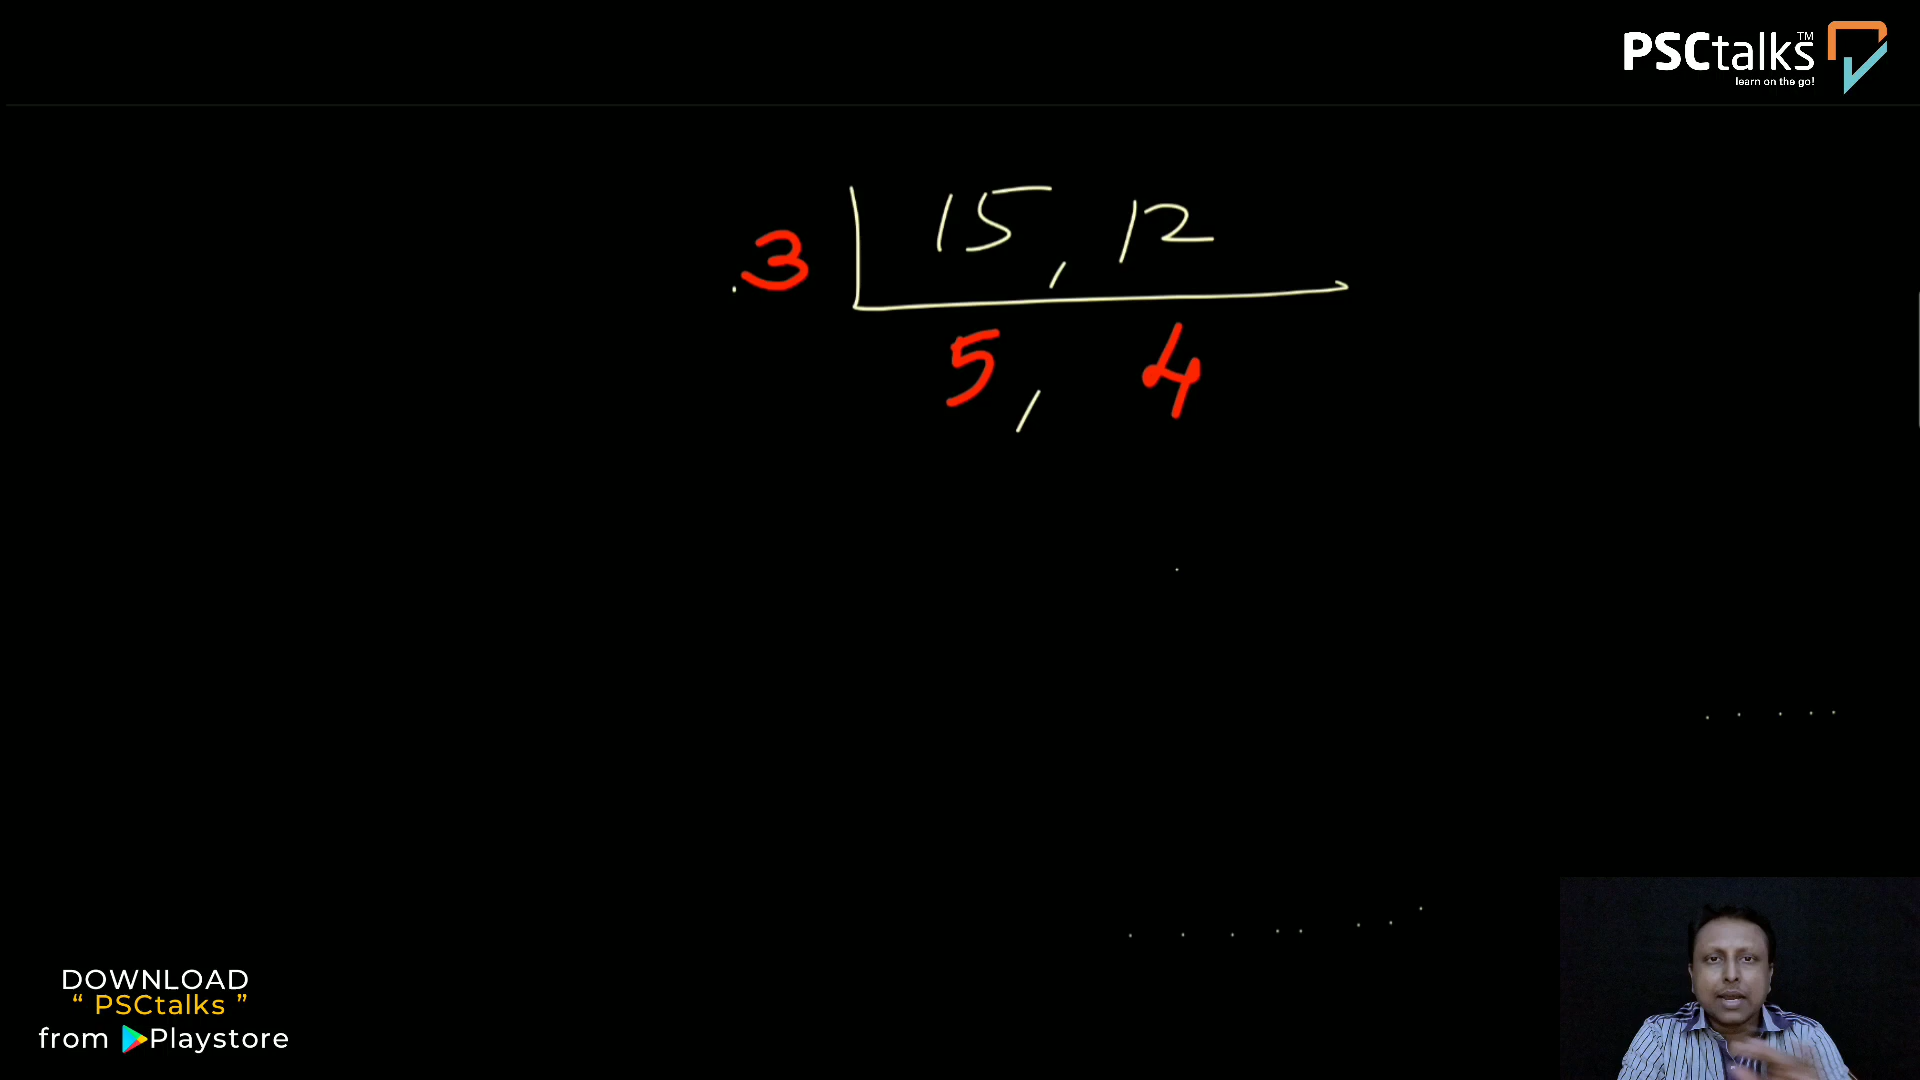 PSCtalks™
learn on the go!
3 15, 12
5, 4
DOWNLOAD
“ PSCtalks ”
from Playstore